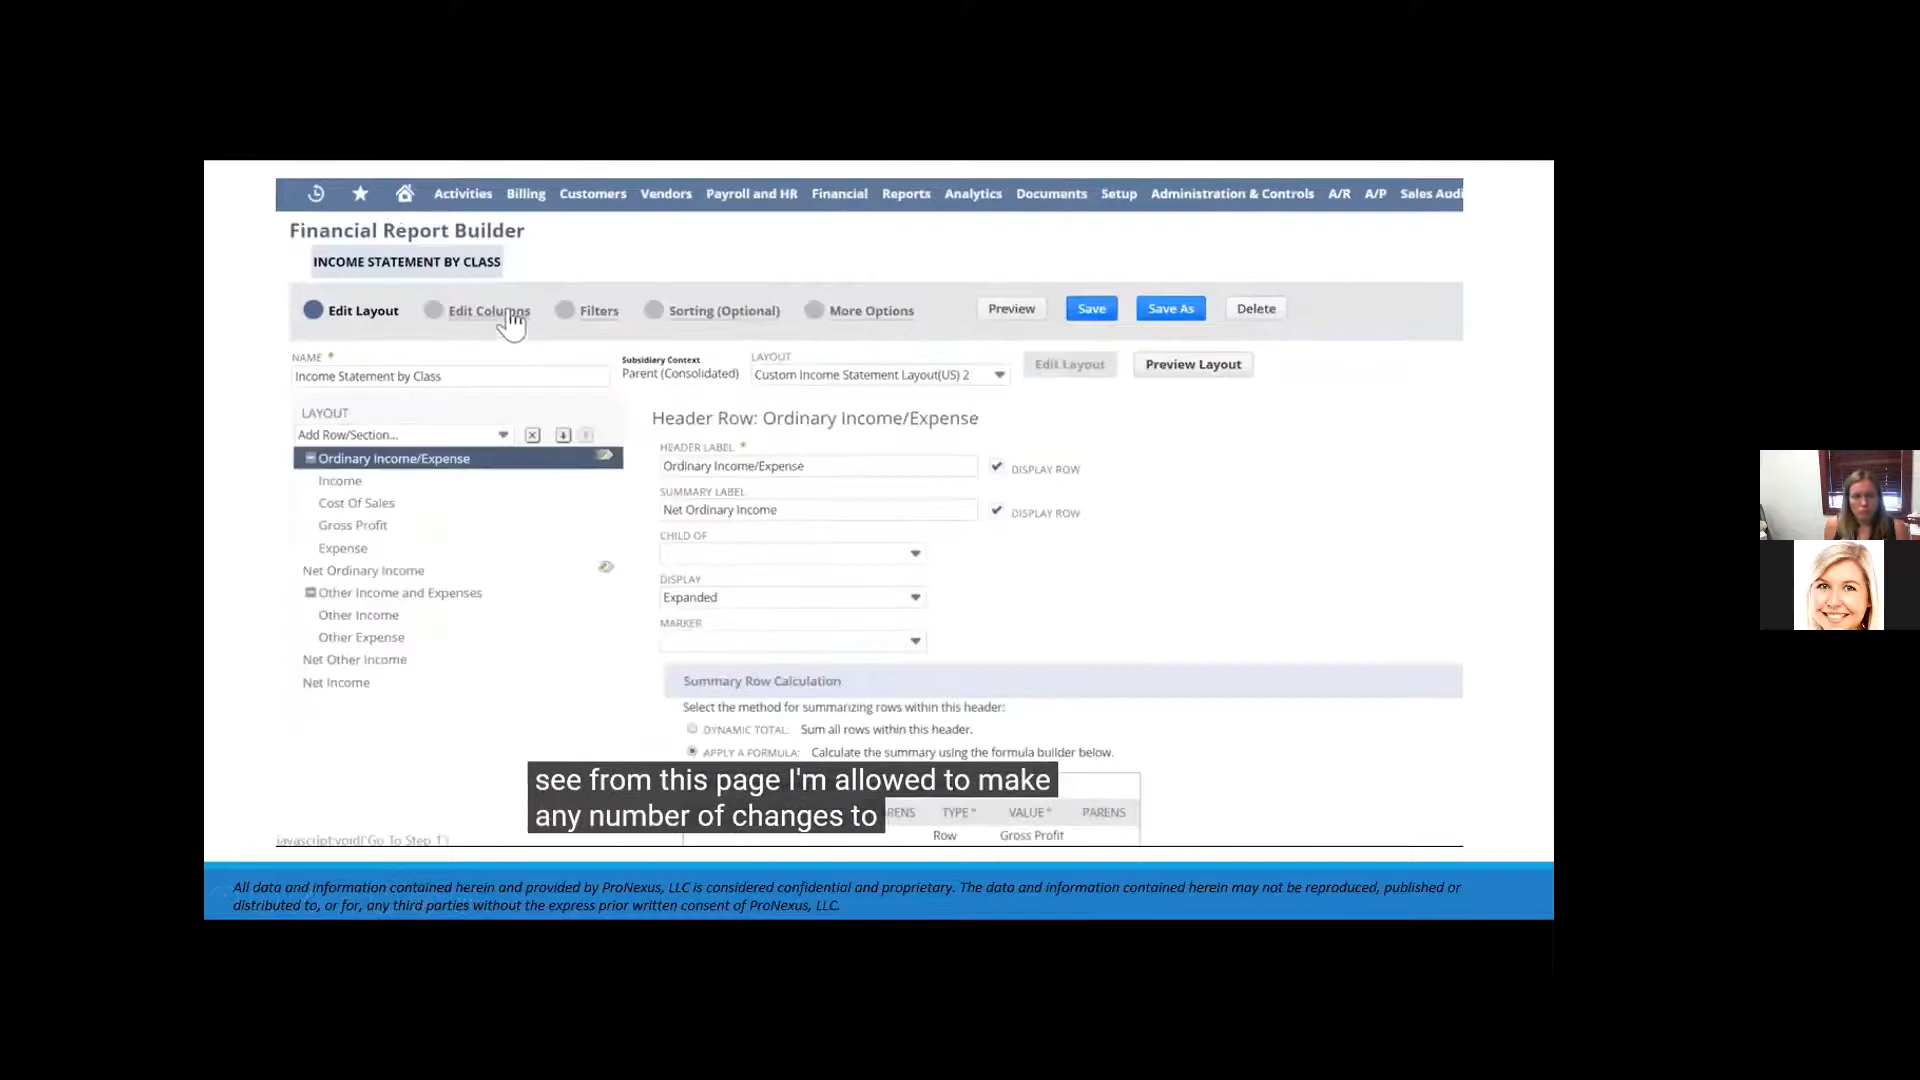 Activities Billing Customers Vendors Payroll and HR Financial Reports Analytics Documents Setup Administration & Controls A/R A/P Sales Audi
Financial Report Builder
INCOME STATEMENT BY CLASS
Edit Layout Edit Columns Filters Sorting (Optional) More Options Preview Save Save As Delete
NAME *
Income Statement by Class
Subsidiary Context
Parent (Consolidated)
LAYOUT
Custom Income Statement Layout(US) 2
Edit Layout Preview Layout
LAYOUT
Add Row/Section...
Ordinary Income/Expense
Income
Cost Of Sales
Gross Profit
Expense
Net Ordinary Income
Other Income and Expenses
Other Income
Other Expense
Net Other Income
Net Income
Header Row: Ordinary Income/Expense
HEADER LABEL *
Ordinary Income/Expense
DISPLAY ROW
SUMMARY LABEL
Net Ordinary Income
DISPLAY ROW
CHILD OF
DISPLAY
Expanded
MARKER
Summary Row Calculation
Select the method for summarizing rows within this header:
DYNAMIC TOTAL: Sum all rows within this header.
APPLY A FORMULA: Calculate the summary using the formula builder below.
see from this page I'm allowed to make
any number of changes to
RENS TYPE * VALUE * PARENS
Row Gross Profit
javascript:void('Go To Step 1')
All data and information contained herein and provided by ProNexus, LLC is considered confidential and proprietary. The data and information contained herein may not be reproduced, published or
distributed to, or for, any third parties without the express prior written consent of ProNexus, LLC.